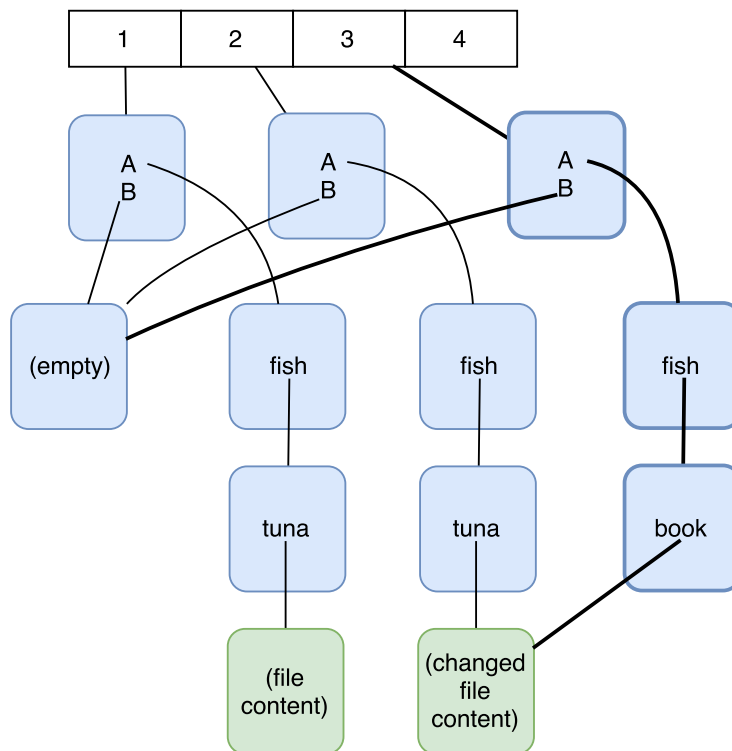 1 2 3 4
A
B
A
B
A
B
(empty)
fish
fish
fish
tuna
tuna
book
(file
content)
(changed
file
content)